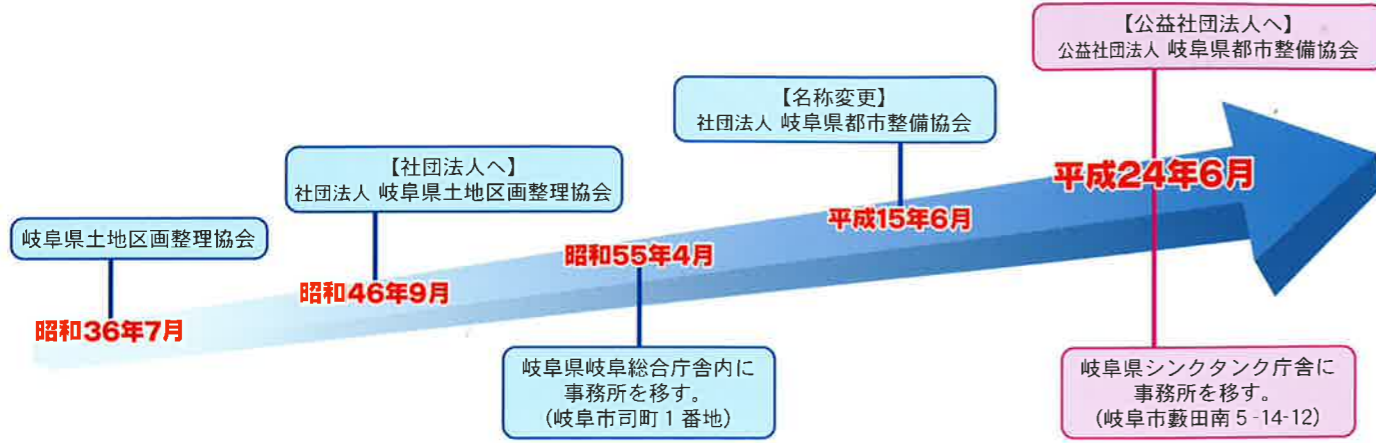 岐阜県土地区画整理協会
昭和36年7月
【社団法人へ】
社団法人 岐阜県土地区画整理協会
昭和46年9月
昭和55年4月
岐阜県岐阜総合庁舎内に
事務所を移す。
(岐阜市司町1番地)
【名称変更】
社団法人 岐阜県都市整備協会
平成15年6月
【公益社団法人へ】
公益社団法人 岐阜県都市整備協会
平成24年6月
岐阜県シンクタンク庁舎に
事務所を移す。
(岐阜市藪田南5-14-12)